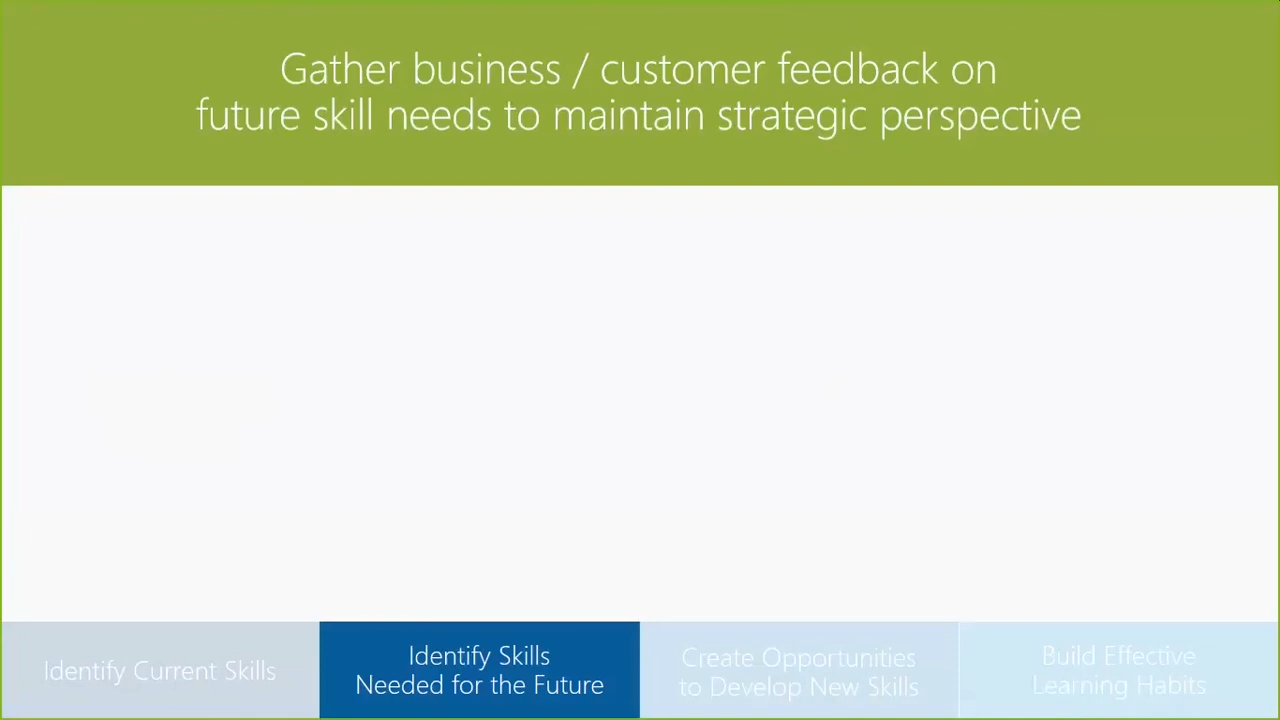 Gather business / customer feedback on
future skill needs to maintain strategic perspective
Identify Current Skills
Identify Skills
Needed for the Future
Create Opportunities
to Develop New Skills
Build Effective
Learning Habits